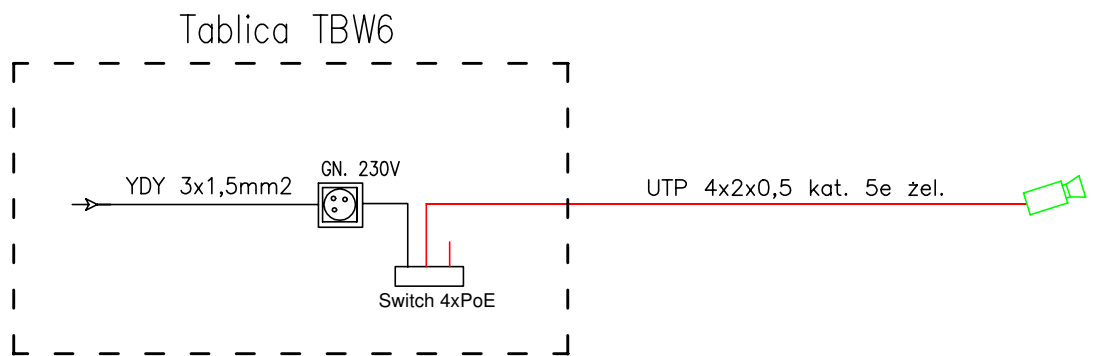 Tablica TBW6
GN. 230V
YDY 3x1,5mm2
UTP 4x2x0,5 kat. 5e żel.
Switch 4xPoE